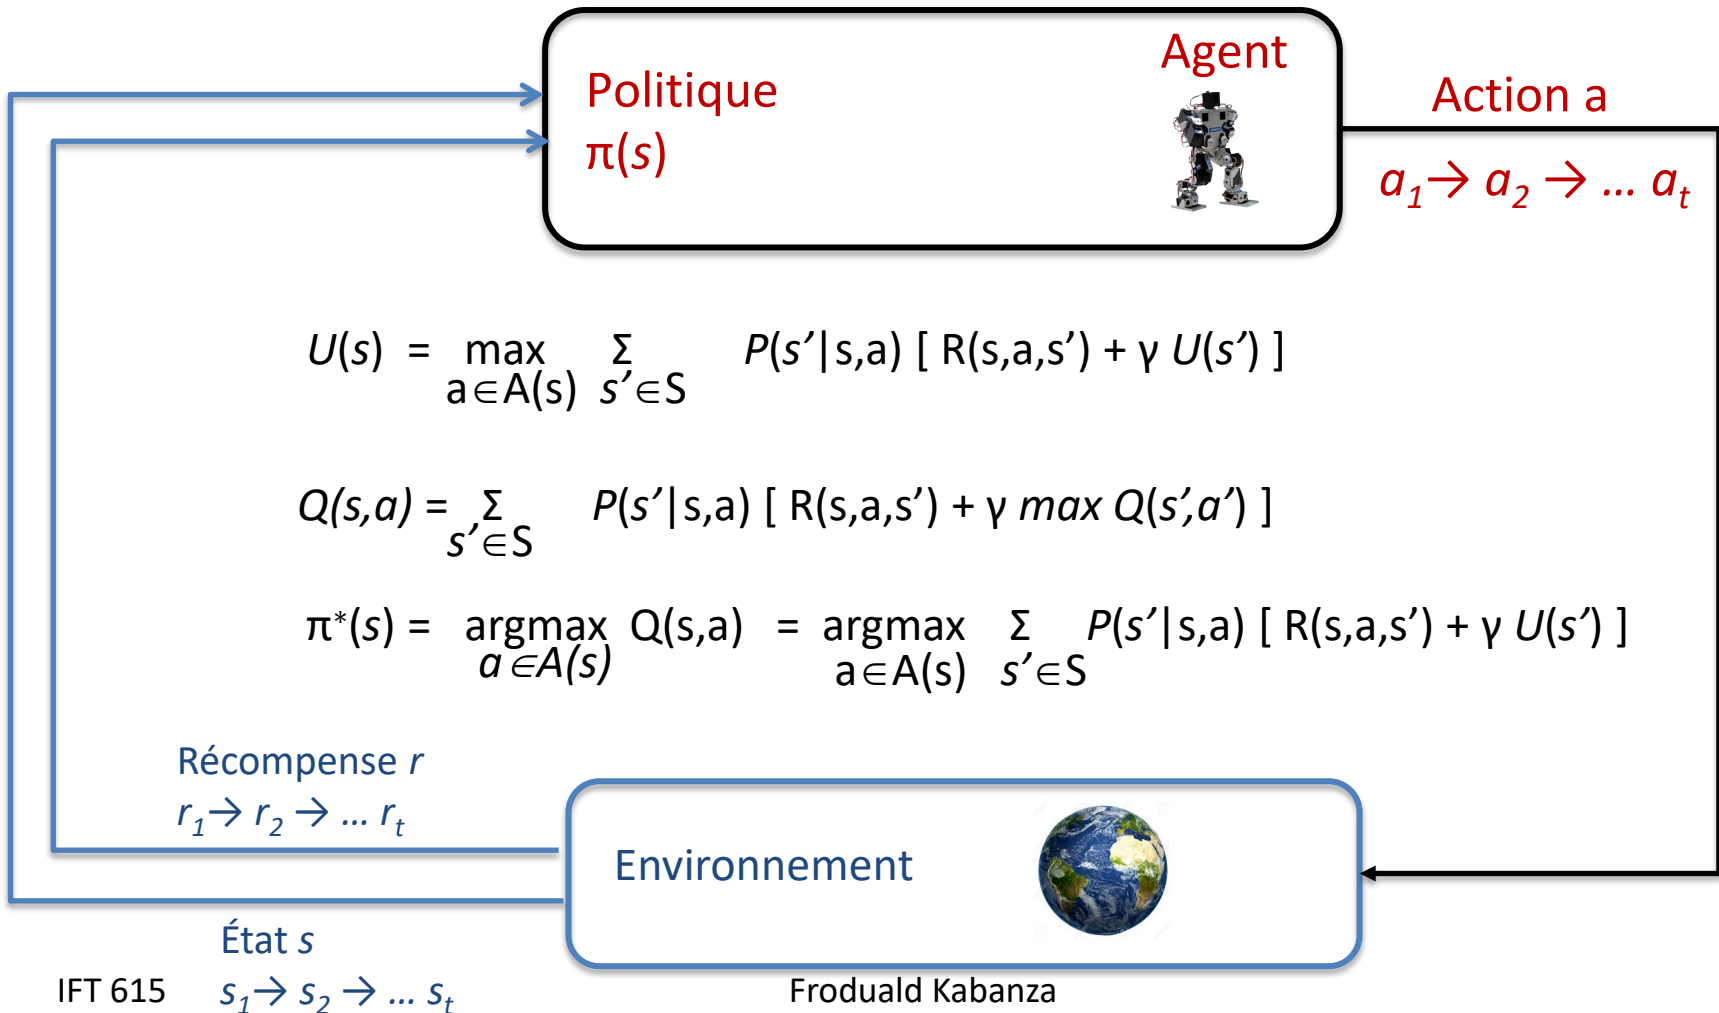 Agent
Politique
π(s)
Action a
a₁→ a₂ → … aₜ
U(s) = max Σ P(s’|s,a) [ R(s,a,s’) + γ U(s’) ]
a∈A(s) s’∈S
Q(s,a) = Σ P(s’|s,a) [ R(s,a,s’) + γ max Q(s’,a’) ]
s’∈S
π*(s) = argmax Q(s,a) = argmax Σ P(s’|s,a) [ R(s,a,s’) + γ U(s’) ]
a∈A(s) a∈A(s) s’∈S
Récompense r
r₁→ r₂ → … rₜ
Environnement
État s
s₁→ s₂ → … sₜ
IFT 615
Froduald Kabanza